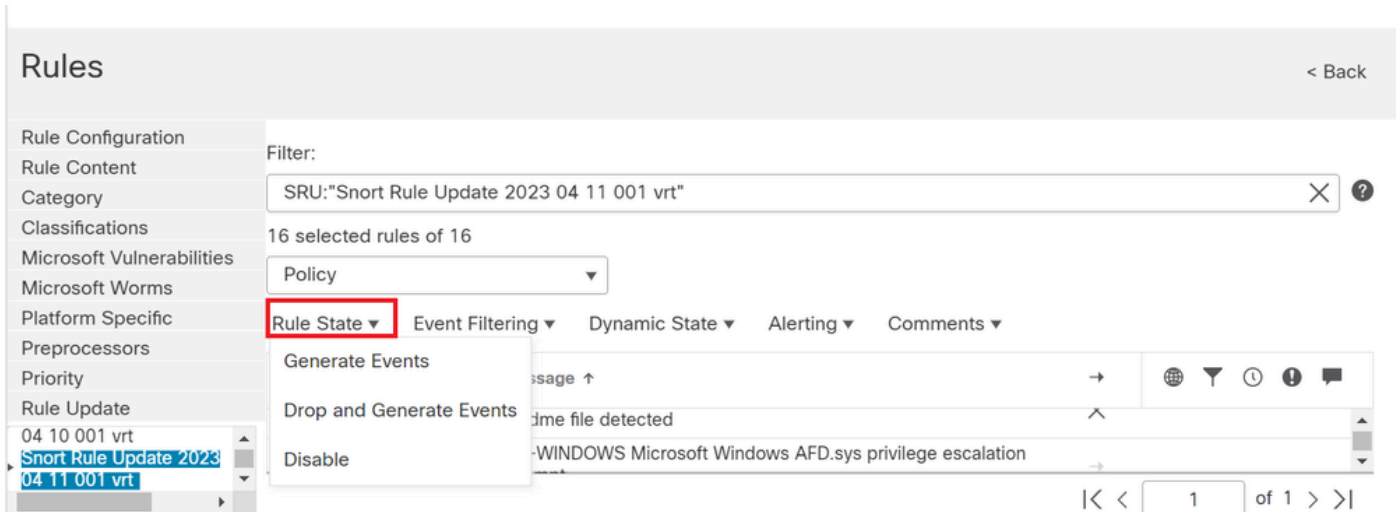 Rules
< Back
Rule Configuration
Rule Content
Category
Classifications
Microsoft Vulnerabilities
Microsoft Worms
Platform Specific
Preprocessors
Priority
Rule Update
04 10 001 vrt
Snort Rule Update 2023
04 11 001 vrt
Filter:
SRU:"Snort Rule Update 2023 04 11 001 vrt"
16 selected rules of 16
Policy
Rule State Event Filtering Dynamic State Alerting Comments
Generate Events
Drop and Generate Events
Disable
ssage ↑
dme file detected
-WINDOWS Microsoft Windows AFD.sys privilege escalation
1 of 1